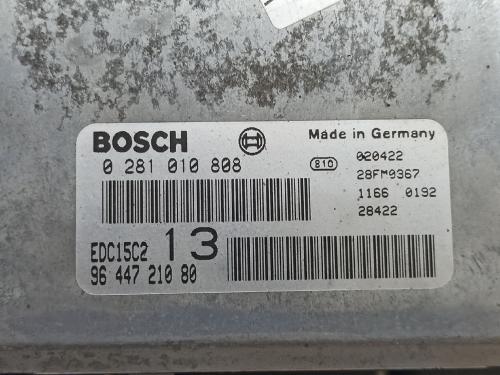 BOSCH
Made in Germany
0 281 010 808
810
020422
28FM0367
1166 0192
28422
EDC15C2 13
96 447 210 80